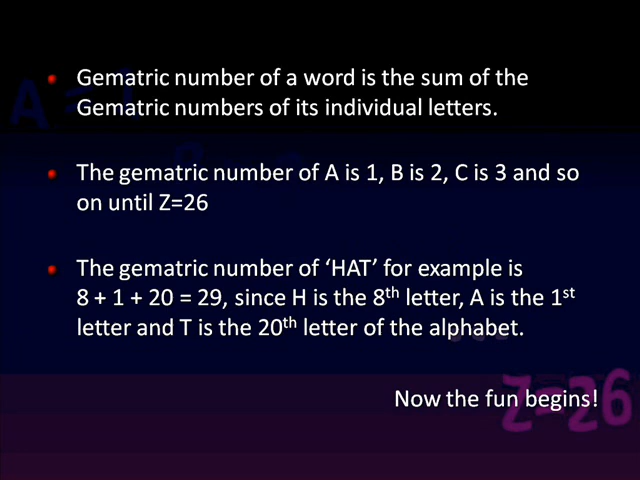 Gematric number of a word is the sum of the
Gematric numbers of its individual letters.
The gematric number of A is 1, B is 2, C is 3 and so
on until Z=26
The gematric number of ‘HAT’ for example is
8 + 1 + 20 = 29, since H is the 8th letter, A is the 1st
letter and T is the 20th letter of the alphabet.
Now the fun begins!
A = 1
Z=26